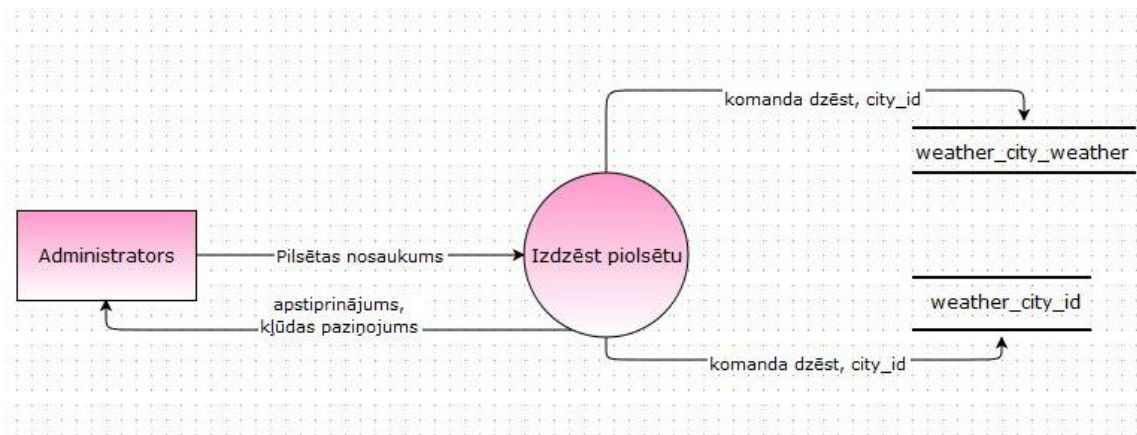 komanda dzēst, city_id
weather_city_weather
Administrators
Pilsētas nosaukums
Izdzēst piolsētu
apstiprinājums,
kļūdas paziņojums
weather_city_id
komanda dzēst, city_id